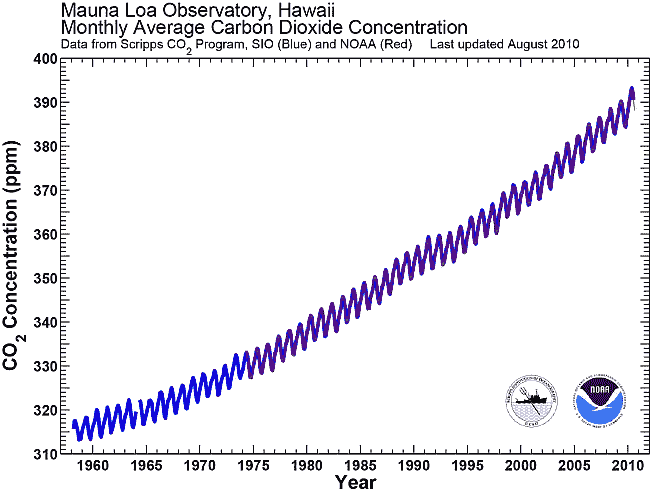 Mauna Loa Observatory, Hawaii
Monthly Average Carbon Dioxide Concentration
Data from Scripps CO2 Program, SIO (Blue) and NOAA (Red) Last updated August 2010
400
390
380
370
360
350
340
330
320
310
CO2 Concentration (ppm)
NOAA
1960 1965 1970 1975 1980 1985 1990 1995 2000 2005 2010
Year